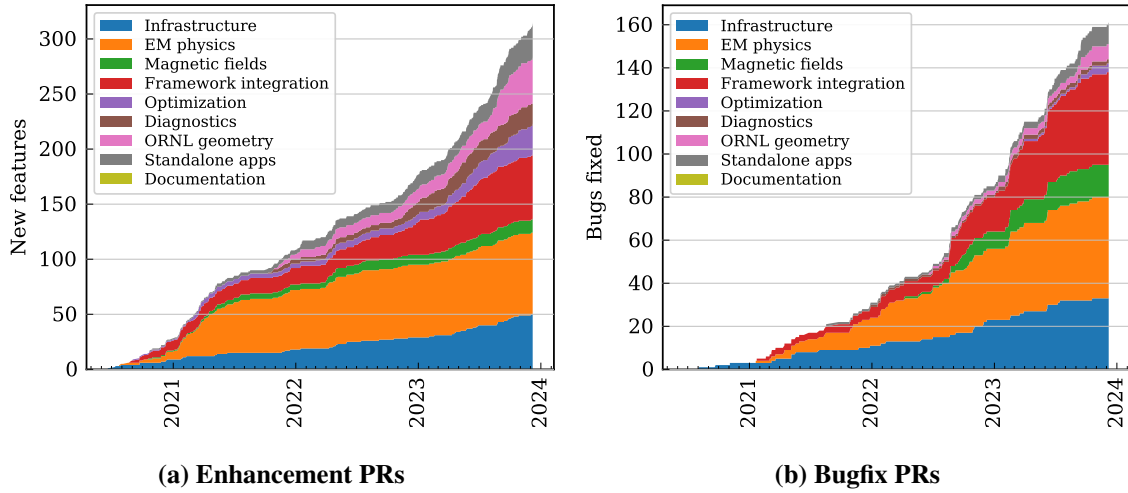 New features
300
250
200
150
100
50
0
Infrastructure
EM physics
Magnetic fields
Framework integration
Optimization
Diagnostics
ORNL geometry
Standalone apps
Documentation
2021
2022
2023
2024
(a) Enhancement PRs
Bugs fixed
160
140
120
100
80
60
40
20
0
Infrastructure
EM physics
Magnetic fields
Framework integration
Optimization
Diagnostics
ORNL geometry
Standalone apps
Documentation
2021
2022
2023
2024
(b) Bugfix PRs